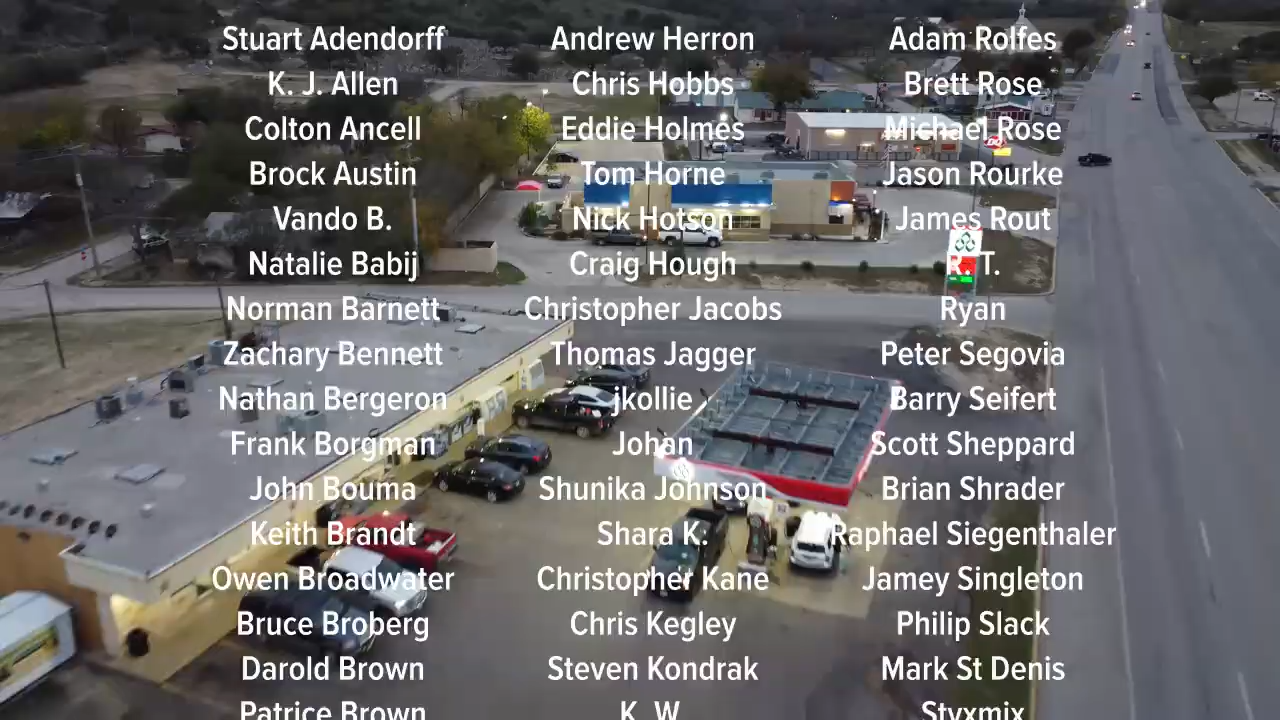 Stuart Adendorff
K. J. Allen
Colton Ancell
Brock Austin
Vando B.
Natalie Babij
Norman Barnett
Zachary Bennett
Nathan Bergeron
Frank Borgman
John Bouma
Keith Brandt
Owen Broadwater
Bruce Broberg
Darold Brown
Patrice Brown
Andrew Herron
Chris Hobbs
Eddie Holmes
Tom Horne
Nick Hotson
Craig Hough
Christopher Jacobs
Thomas Jagger
jkollie
Johan
Shunika Johnson
Shara K.
Christopher Kane
Chris Kegley
Steven Kondrak
K. W.
Adam Rolfes
Brett Rose
Michael Rose
Jason Rourke
James Rout
R. T.
Ryan
Peter Segovia
Barry Seifert
Scott Sheppard
Brian Shrader
Raphael Siegenthaler
Jamey Singleton
Philip Slack
Mark St Denis
Styxmix
DQ